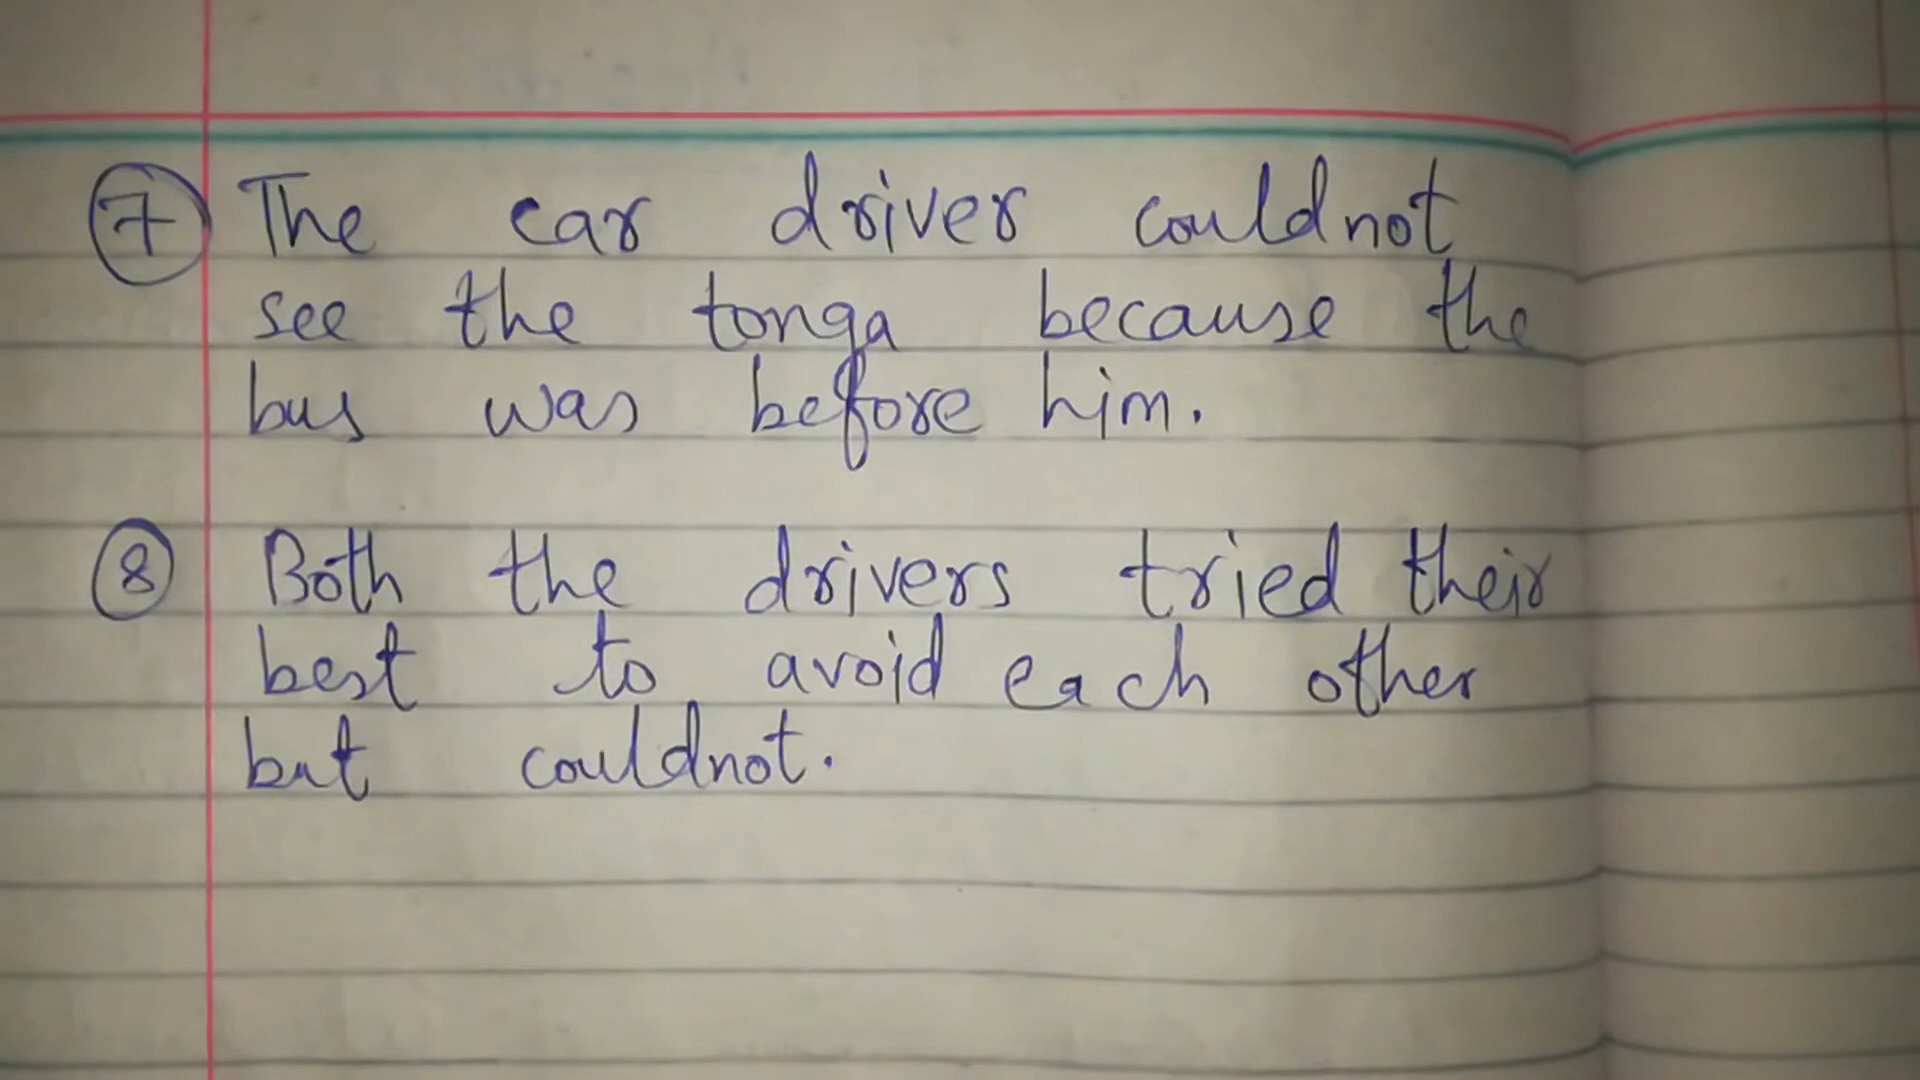 7 The car driver couldnot
see the tonga because the
bus was before him.
8 Both the drivers tried their
best to avoid each other
but couldnot.